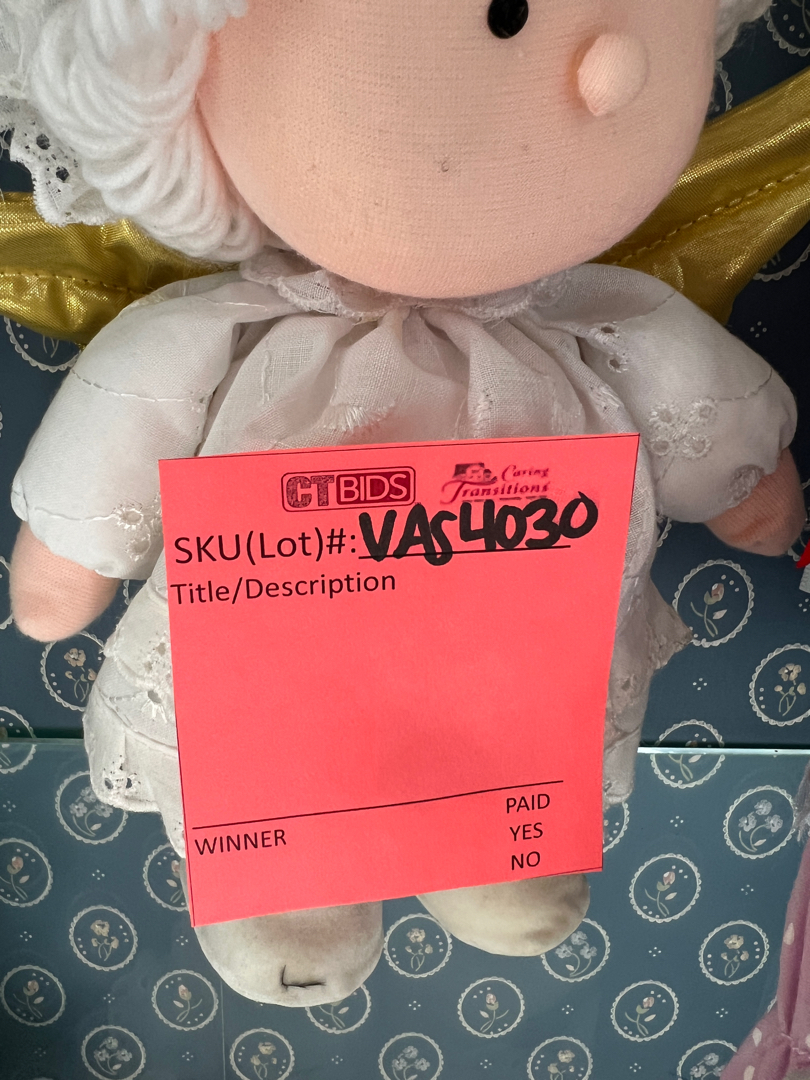 CTBIDS
Caring
Transitions
SKU(Lot)#: VAS4030
Title/Description
WINNER
PAID
YES
NO